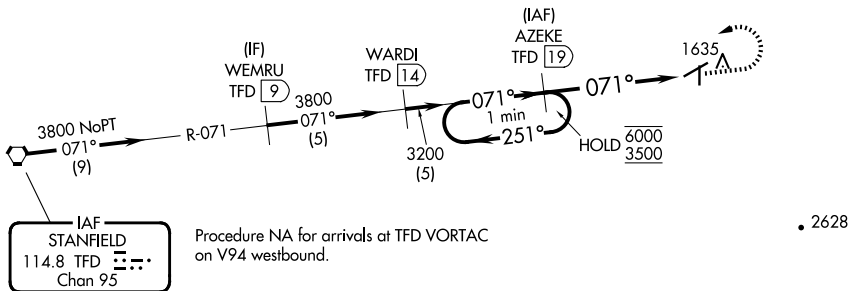 (IAF)
AZEKE
TFD 19
1635
(IF)
WEMRU
TFD 9
WARDI
TFD 14
071°
071°
1 min
251°
HOLD 6000
3500
3800
071°
(5)
3200
(5)
3800 NoPT
071°
(9)
R-071
IAF
STANFIELD
114.8 TFD
Chan 95
Procedure NA for arrivals at TFD VORTAC
on V94 westbound.
2628